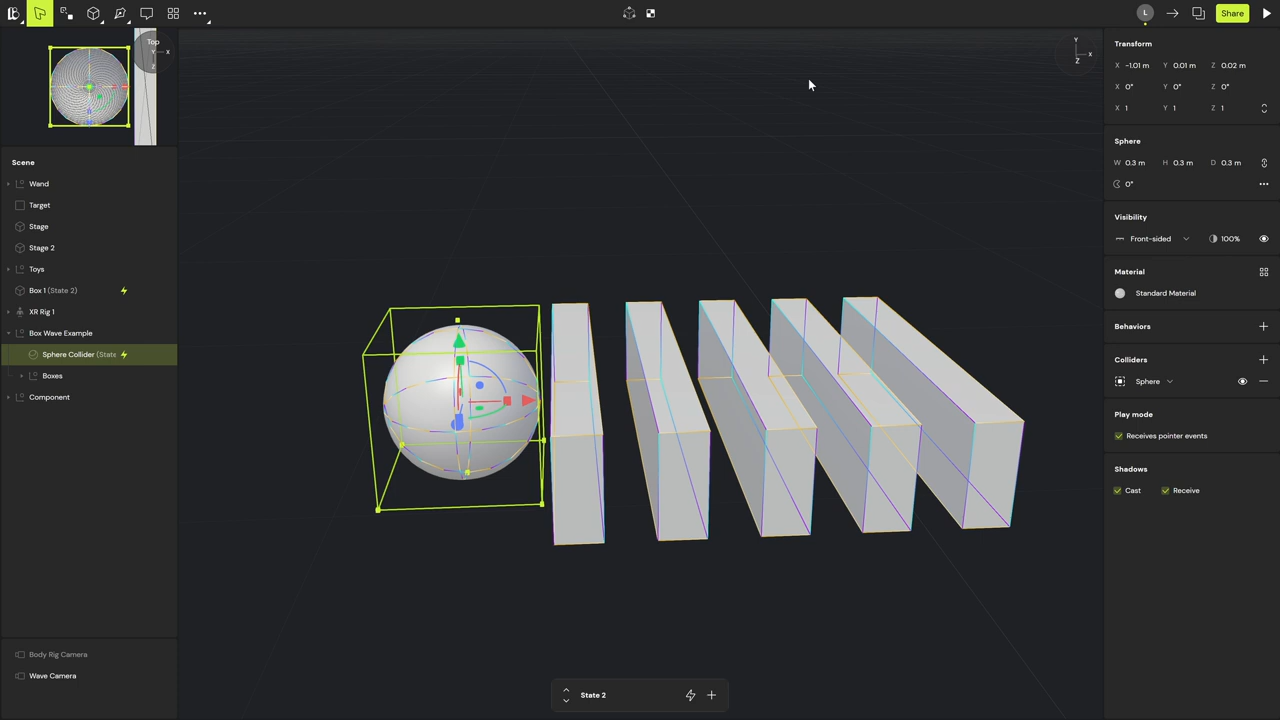 L
Share
Top
Y
X
Z
Y
X
Z
Scene
Wand
Target
Stage
Stage 2
Toys
Box 1 (State 2)
XR Rig 1
Box Wave Example
Sphere Collider (State
Boxes
Component
Body Rig Camera
Wave Camera
State 2
Transform
X -1.01 m Y 0.01 m Z 0.02 m
X 0° Y 0° Z 0°
X 1 Y 1 Z 1
Sphere
W 0.3 m H 0.3 m D 0.3 m
0°
Visibility
Front-sided 100%
Material
Standard Material
Behaviors
Colliders
Sphere
Play mode
Receives pointer events
Shadows
Cast Receive